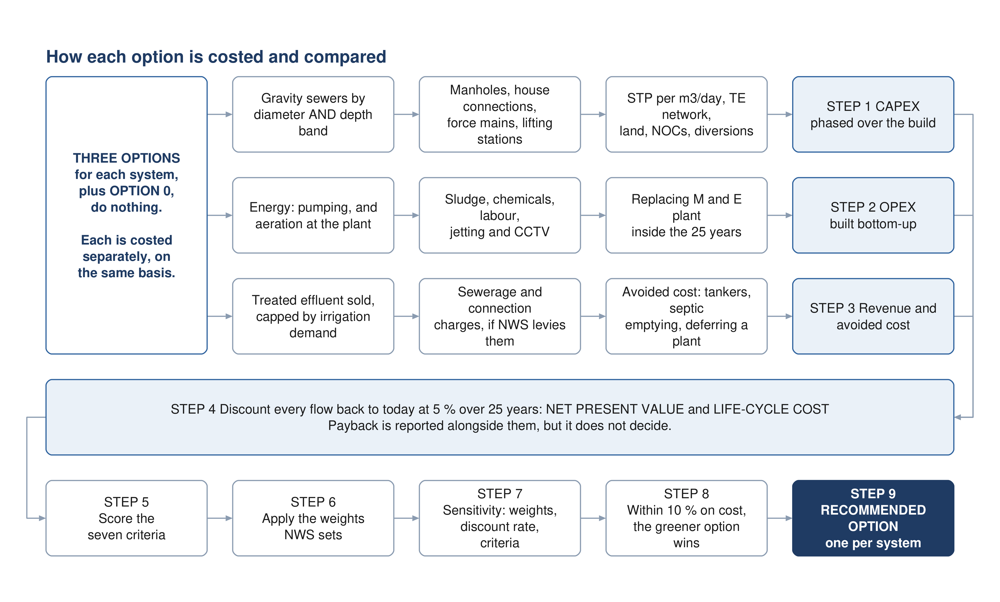 How each option is costed and compared
THREE OPTIONS
for each system,
plus OPTION 0,
do nothing.
Each is costed
separately, on
the same basis.
Gravity sewers by
diameter AND depth
band
Manholes, house
connections,
force mains, lifting
stations
STP per m3/day, TE
network,
land, NOCs, diversions
STEP 1 CAPEX
phased over the build
Energy: pumping, and
aeration at the plant
Sludge, chemicals,
labour,
jetting and CCTV
Replacing M and E
plant
inside the 25 years
STEP 2 OPEX
built bottom-up
Treated effluent sold,
capped by irrigation
demand
Sewerage and
connection
charges, if NWS levies
them
Avoided cost: tankers,
septic
emptying, deferring a
plant
STEP 3 Revenue and
avoided cost
STEP 4 Discount every flow back to today at 5 % over 25 years: NET PRESENT VALUE and LIFE-CYCLE COST
Payback is reported alongside them, but it does not decide.
STEP 5
Score the
seven criteria
STEP 6
Apply the weights
NWS sets
STEP 7
Sensitivity: weights,
discount rate,
criteria
STEP 8
Within 10 % on cost,
the greener option
wins
STEP 9
RECOMMENDED
OPTION
one per system